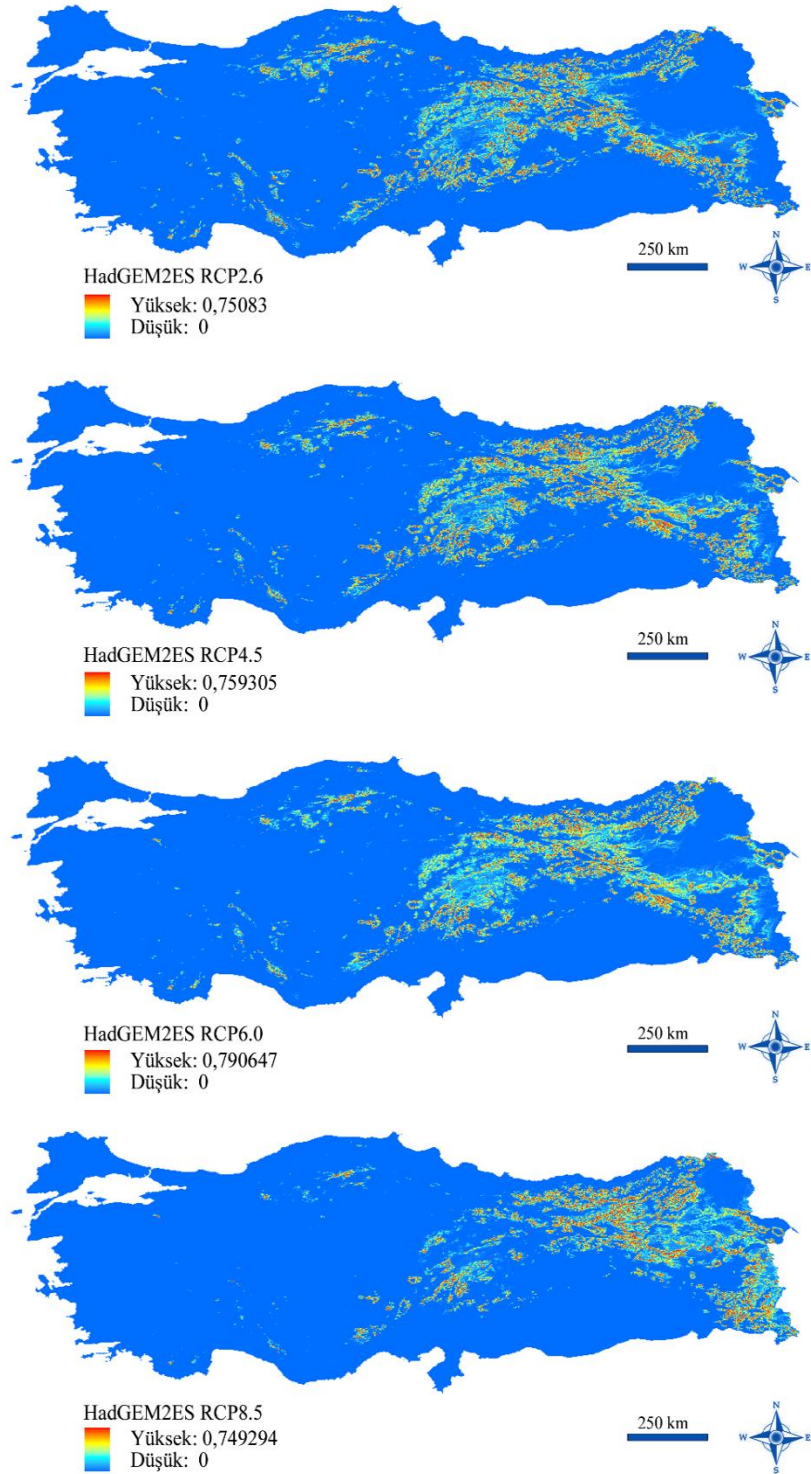 250 km
N
W E
S
HadGEM2ES RCP2.6
Yüksek: 0,75083
Düşük: 0
250 km
N
W E
S
HadGEM2ES RCP4.5
Yüksek: 0,759305
Düşük: 0
250 km
N
W E
S
HadGEM2ES RCP6.0
Yüksek: 0,790647
Düşük: 0
250 km
N
W E
S
HadGEM2ES RCP8.5
Yüksek: 0,749294
Düşük: 0